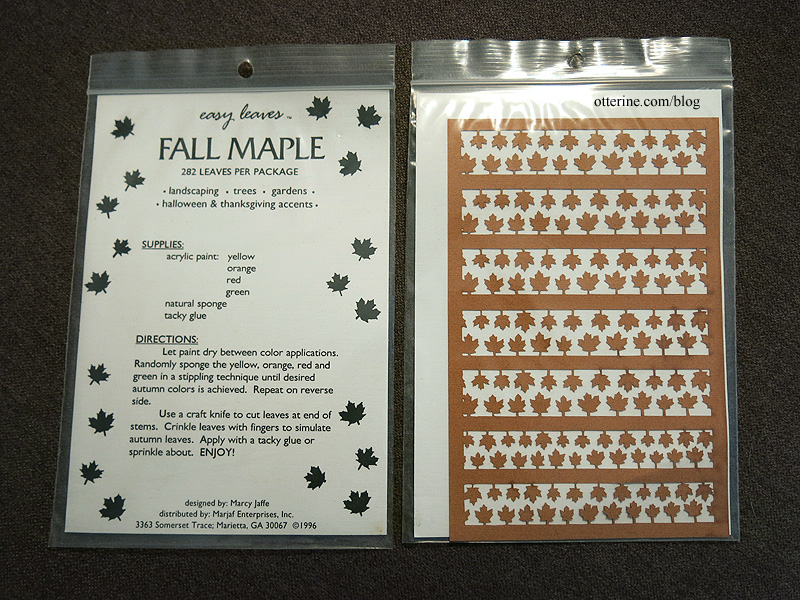 easy leaves ™
FALL MAPLE
282 LEAVES PER PACKAGE
• landscaping • trees • gardens •
• halloween & thanksgiving accents •
SUPPLIES:
acrylic paint: yellow
orange
red
green
natural sponge
tacky glue
DIRECTIONS:
Let paint dry between color applications.
Randomly sponge the yellow, orange, red and
green in a stippling technique until desired
autumn colors is achieved. Repeat on reverse
side.
Use a craft knife to cut leaves at end of
stems. Crinkle leaves with fingers to simulate
autumn leaves. Apply with a tacky glue or
sprinkle about. ENJOY!
designed by: Marcy Jaffe
distributed by: Marjaf Enterprises, Inc.
3363 Somerset Trace; Marietta, GA 30067 ©1996
otterine.com/blog